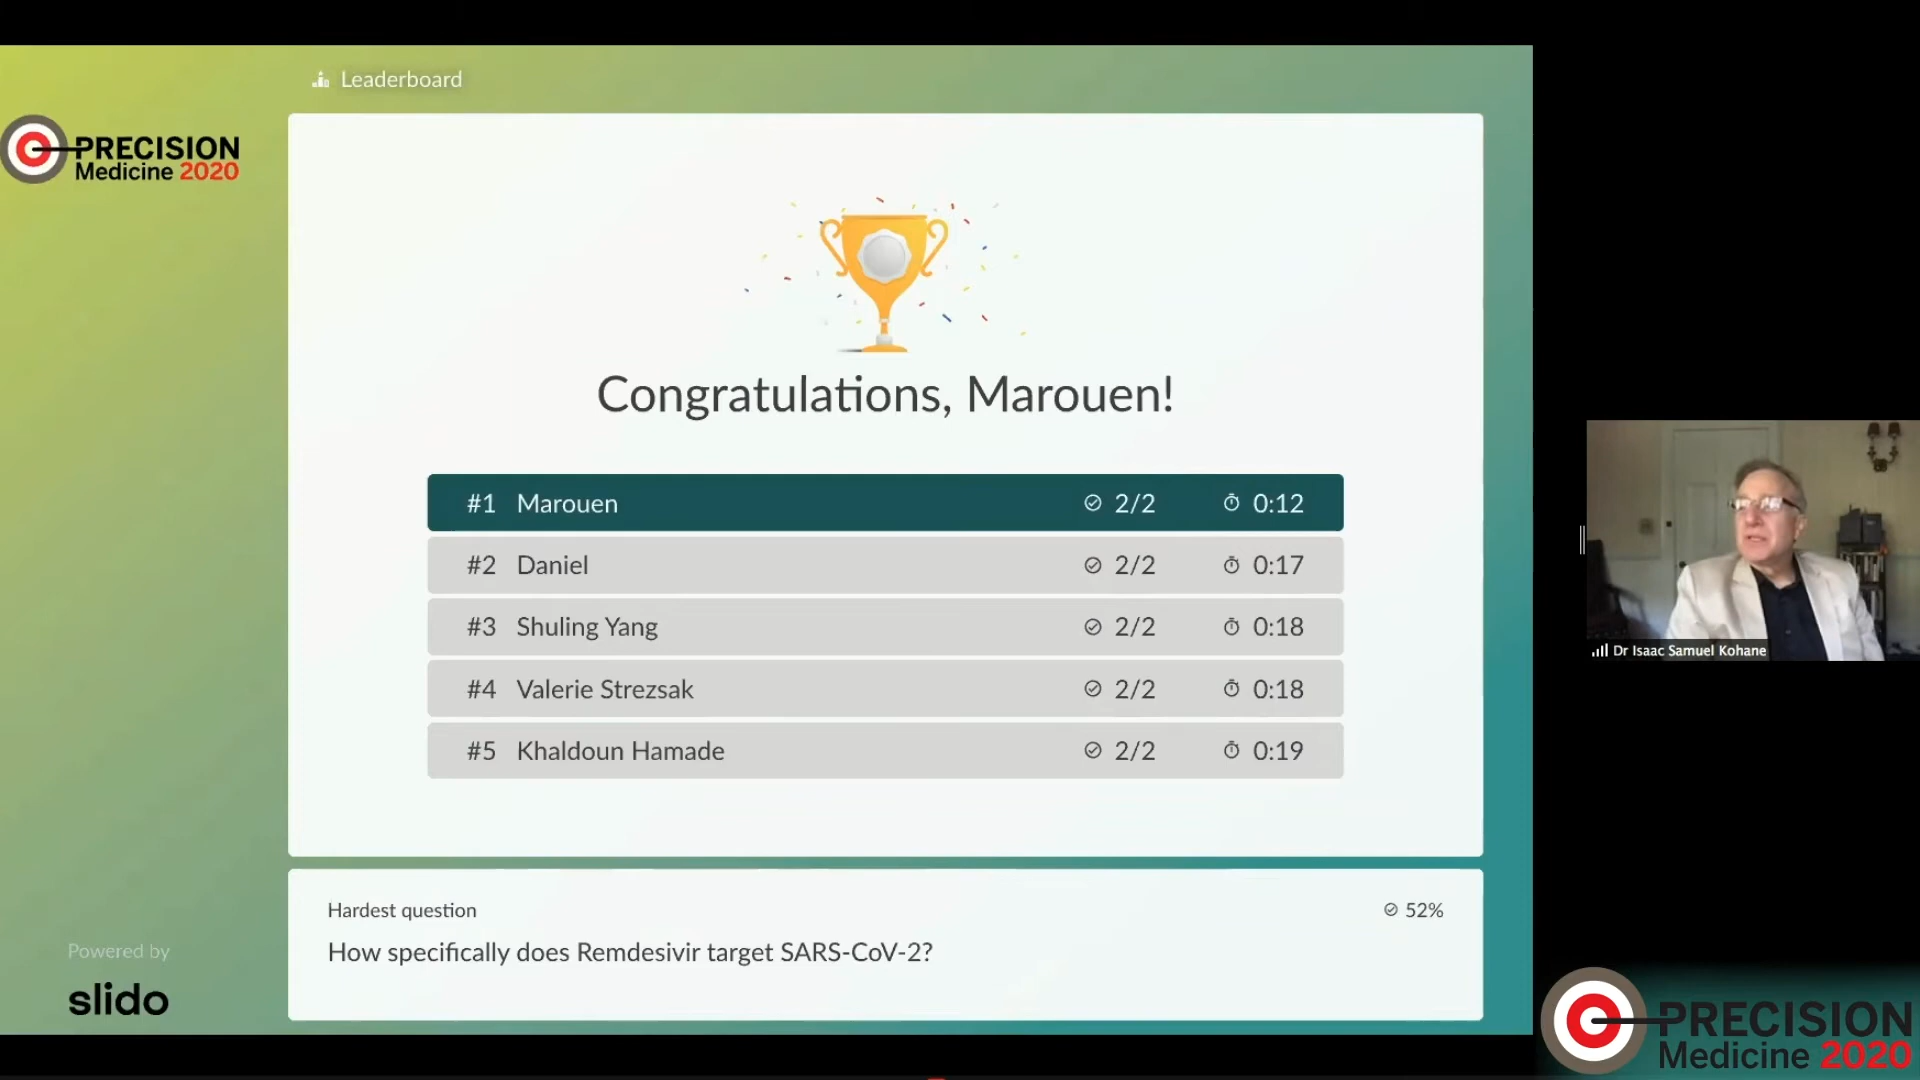 Leaderboard
PRECISION
Medicine 2020
Congratulations, Marouen!
#1 Marouen 2/2 0:12
#2 Daniel 2/2 0:17
#3 Shuling Yang 2/2 0:18
#4 Valerie Strezsak 2/2 0:18
#5 Khaldoun Hamade 2/2 0:19
Dr Isaac Samuel Kohane
Hardest question 52%
How specifically does Remdesivir target SARS-CoV-2?
Powered by
slido
PRECISION
Medicine 2020